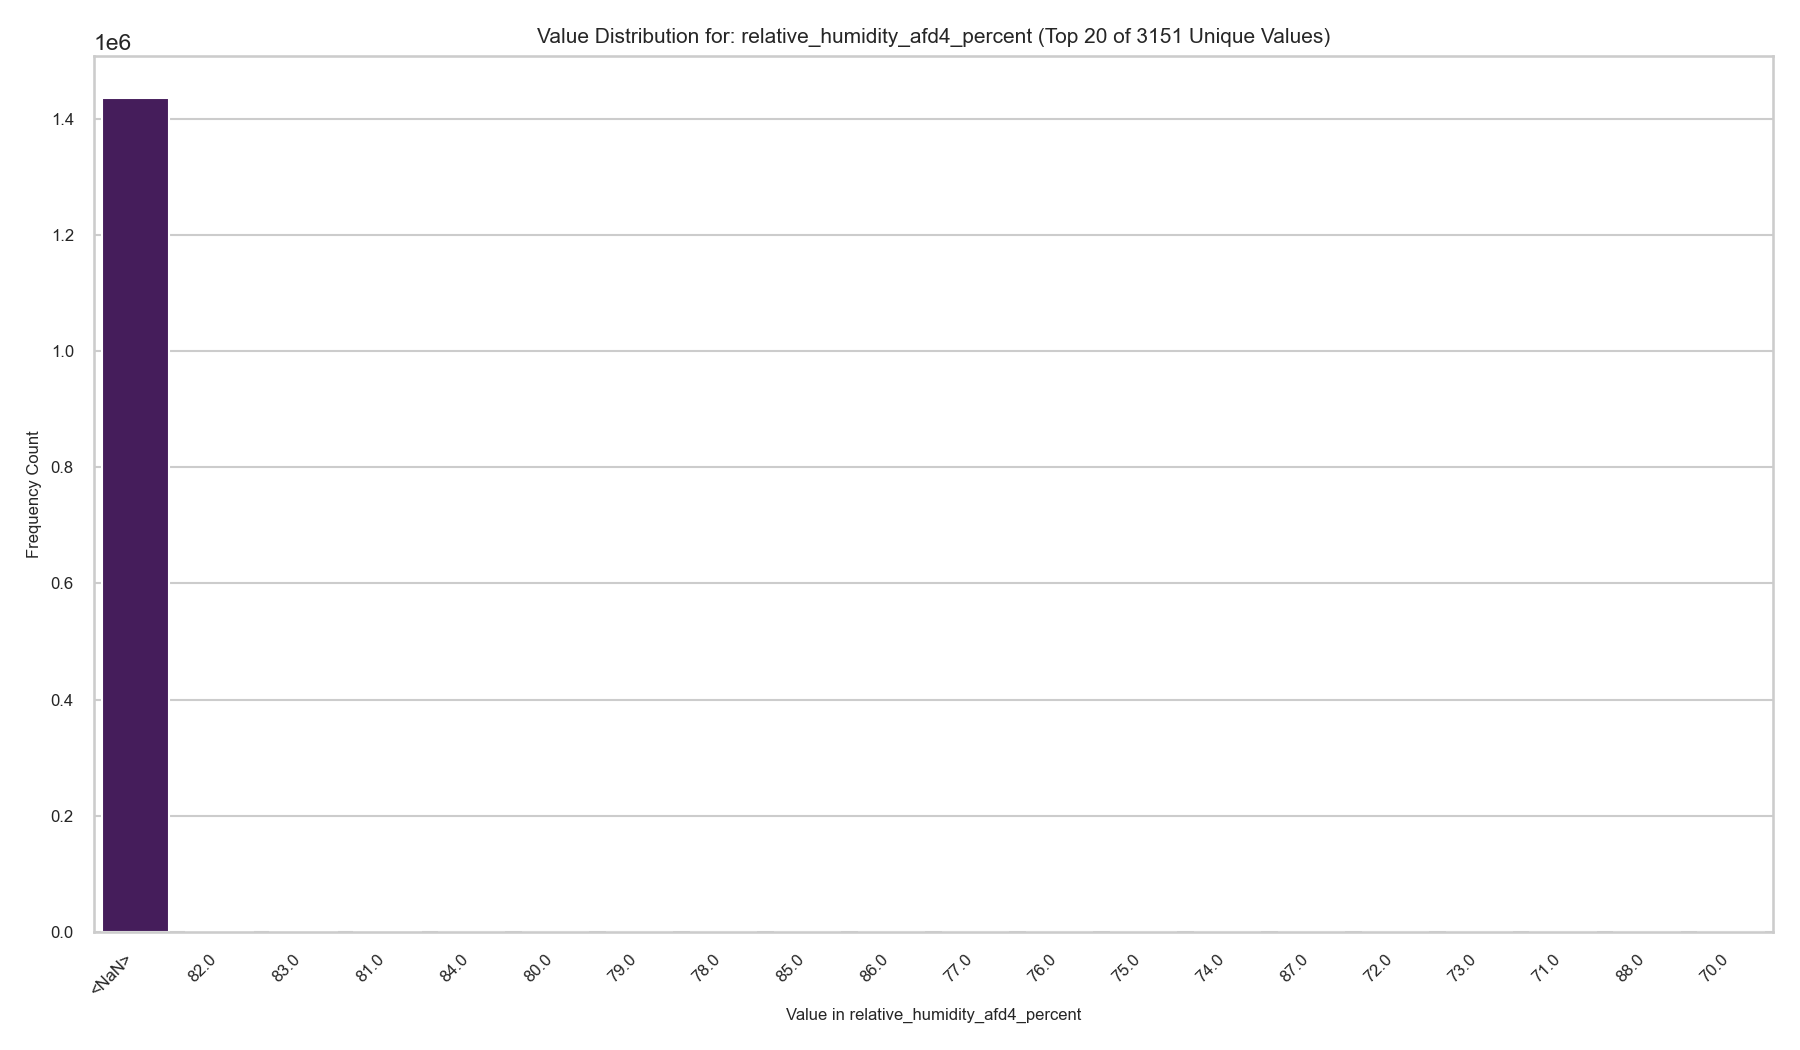 Value Distribution for: relative_humidity_afd4_percent (Top 20 of 3151 Unique Values)
1e6
1.4
1.2
1.0
0.8
0.6
0.4
0.2
0.0
Frequency Count
<NaN> 82.0 83.0 81.0 84.0 80.0 79.0 78.0 85.0 86.0 77.0 76.0 75.0 74.0 87.0 72.0 73.0 71.0 88.0 70.0
Value in relative_humidity_afd4_percent